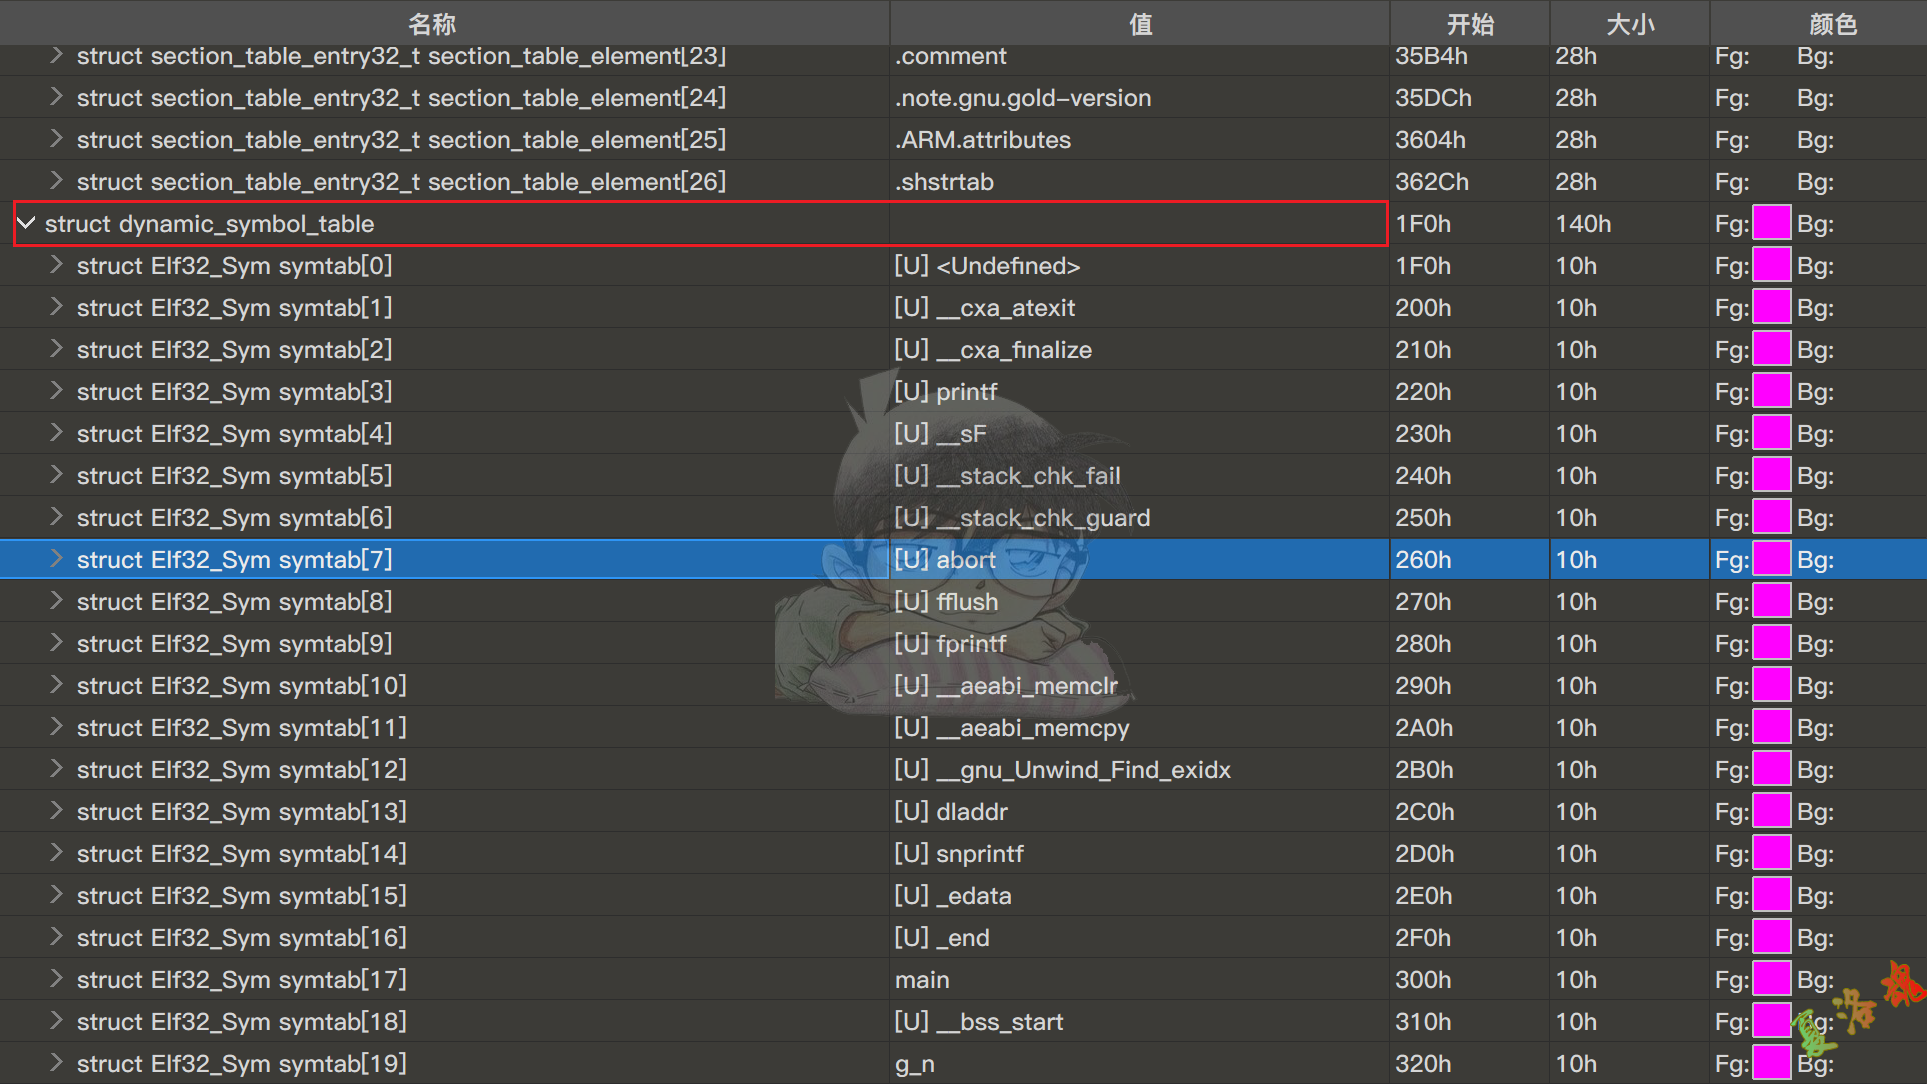 名称 值 开始 大小 颜色
struct section_table_entry32_t section_table_element[23] .comment 35B4h 28h Fg: Bg:
struct section_table_entry32_t section_table_element[24] .note.gnu.gold-version 35DCh 28h Fg: Bg:
struct section_table_entry32_t section_table_element[25] .ARM.attributes 3604h 28h Fg: Bg:
struct section_table_entry32_t section_table_element[26] .shstrtab 362Ch 28h Fg: Bg:
struct dynamic_symbol_table 1F0h 140h Fg: Bg:
struct Elf32_Sym symtab[0] [U] <Undefined> 1F0h 10h Fg: Bg:
struct Elf32_Sym symtab[1] [U] __cxa_atexit 200h 10h Fg: Bg:
struct Elf32_Sym symtab[2] [U] __cxa_finalize 210h 10h Fg: Bg:
struct Elf32_Sym symtab[3] [U] printf 220h 10h Fg: Bg:
struct Elf32_Sym symtab[4] [U] __sF 230h 10h Fg: Bg:
struct Elf32_Sym symtab[5] [U] __stack_chk_fail 240h 10h Fg: Bg:
struct Elf32_Sym symtab[6] [U] __stack_chk_guard 250h 10h Fg: Bg:
struct Elf32_Sym symtab[7] [U] abort 260h 10h Fg: Bg:
struct Elf32_Sym symtab[8] [U] fflush 270h 10h Fg: Bg:
struct Elf32_Sym symtab[9] [U] fprintf 280h 10h Fg: Bg:
struct Elf32_Sym symtab[10] [U] __aeabi_memclr 290h 10h Fg: Bg:
struct Elf32_Sym symtab[11] [U] __aeabi_memcpy 2A0h 10h Fg: Bg:
struct Elf32_Sym symtab[12] [U] __gnu_Unwind_Find_exidx 2B0h 10h Fg: Bg:
struct Elf32_Sym symtab[13] [U] dladdr 2C0h 10h Fg: Bg:
struct Elf32_Sym symtab[14] [U] snprintf 2D0h 10h Fg: Bg:
struct Elf32_Sym symtab[15] [U] _edata 2E0h 10h Fg: Bg:
struct Elf32_Sym symtab[16] [U] _end 2F0h 10h Fg: Bg:
struct Elf32_Sym symtab[17] main 300h 10h Fg: Bg:
struct Elf32_Sym symtab[18] [U] __bss_start 310h 10h Fg: Bg:
struct Elf32_Sym symtab[19] g_n 320h 10h Fg: Bg: